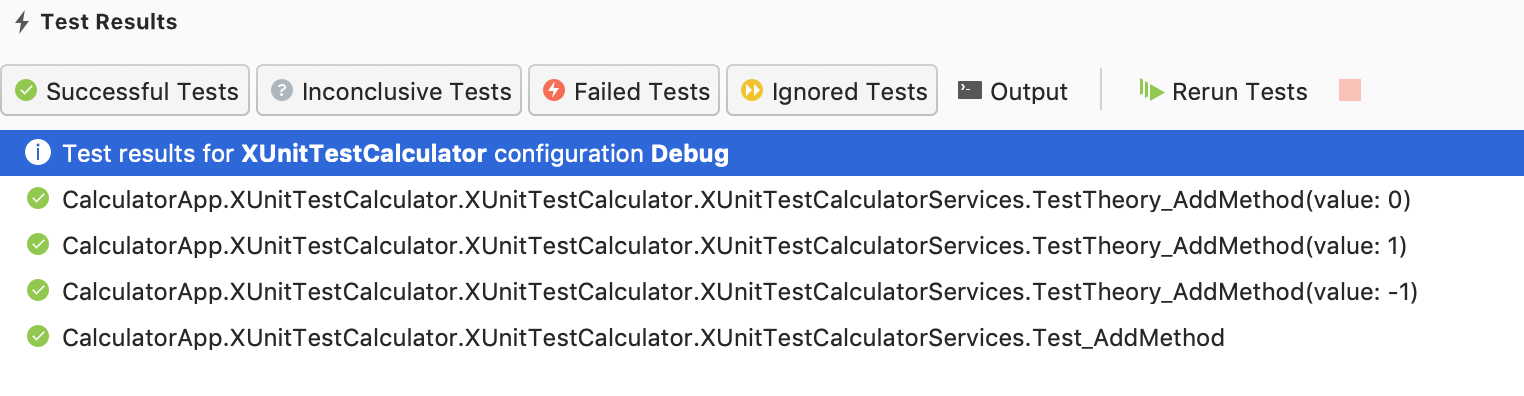 Test Results
Successful Tests Inconclusive Tests Failed Tests Ignored Tests Output Rerun Tests
Test results for XUnitTestCalculator configuration Debug
CalculatorApp.XUnitTestCalculator.XUnitTestCalculator.XUnitTestCalculatorServices.TestTheory_AddMethod(value: 0)
CalculatorApp.XUnitTestCalculator.XUnitTestCalculator.XUnitTestCalculatorServices.TestTheory_AddMethod(value: 1)
CalculatorApp.XUnitTestCalculator.XUnitTestCalculator.XUnitTestCalculatorServices.TestTheory_AddMethod(value: -1)
CalculatorApp.XUnitTestCalculator.XUnitTestCalculator.XUnitTestCalculatorServices.Test_AddMethod